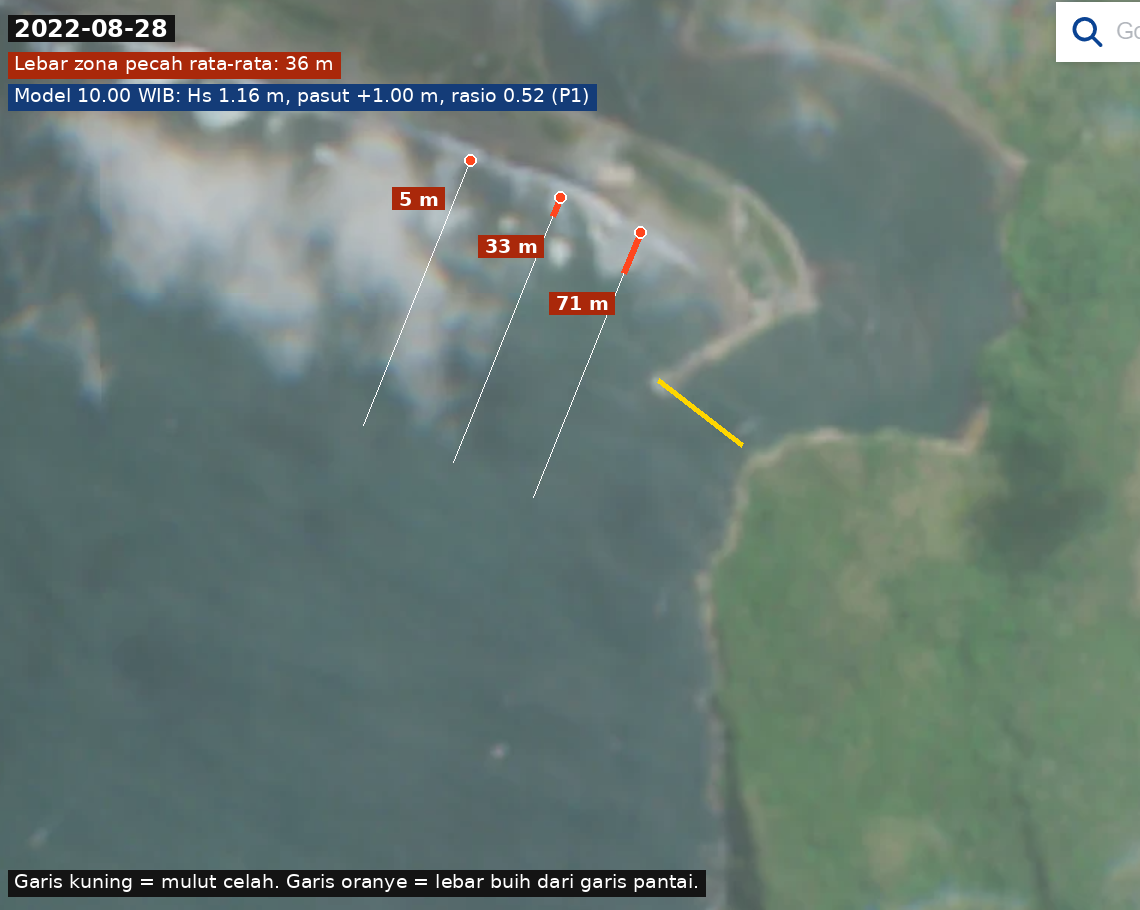 2022-08-28
Go
Lebar zona pecah rata-rata: 36 m
Model 10.00 WIB: Hs 1.16 m, pasut +1.00 m, rasio 0.52 (P1)
5 m
33 m
71 m
Garis kuning = mulut celah. Garis oranye = lebar buih dari garis pantai.